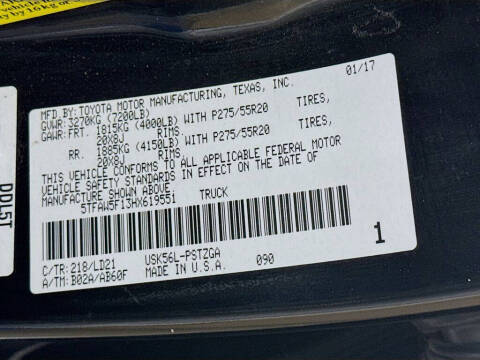 MFD.BY:TOYOTA MOTOR MANUFACTURING, TEXAS, INC. 01/17
GVWR: 3270KG (7200LB)
GAWR:FRT. 1815KG (4000LB) WITH P275/55R20 TIRES,
20X8J RIMS.
RR. 1885KG (4150LB) WITH P275/55R20 TIRES,
20X8J RIMS.
THIS VEHICLE CONFORMS TO ALL APPLICABLE FEDERAL MOTOR
VEHICLE SAFETY STANDARDS IN EFFECT ON THE DATE OF
MANUFACTURE SHOWN ABOVE.
5TFAW5F13HX619551 TRUCK
C/TR:218/LD21 USK56L-PSTZGA
A/TM: B02A/AB60F MADE IN U.S.A. 090
1
DDL5T